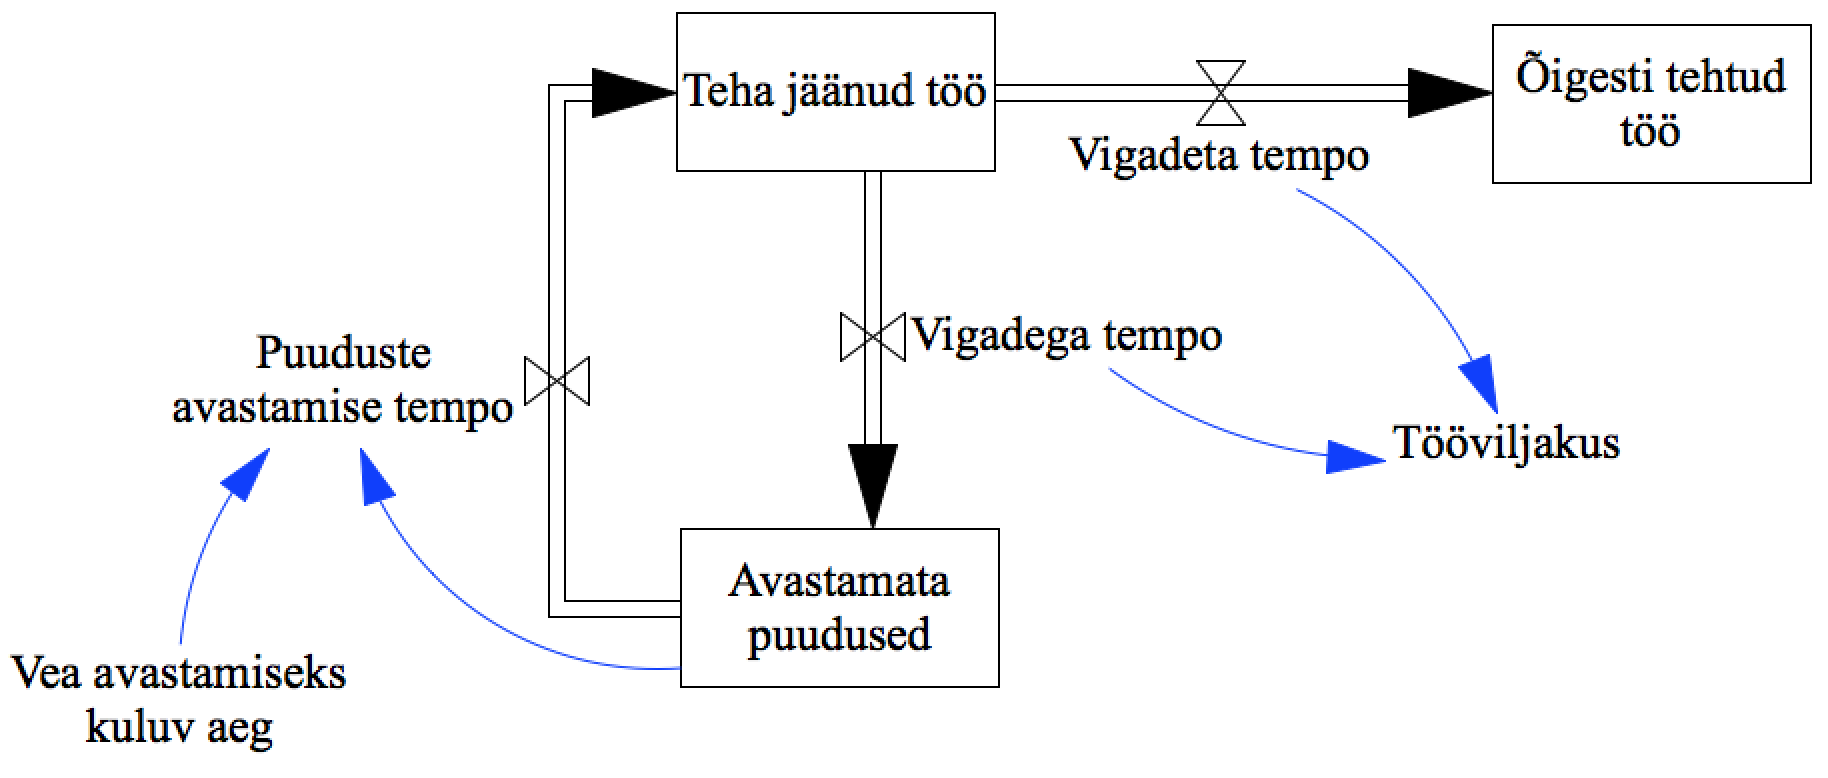 Teha jäänud töö
Õigesti tehtud
töö
Vigadeta tempo
Vigadega tempo
Puuduste
avastamise tempo
Tööviljakus
Avastamata
puudused
Vea avastamiseks
kuluv aeg